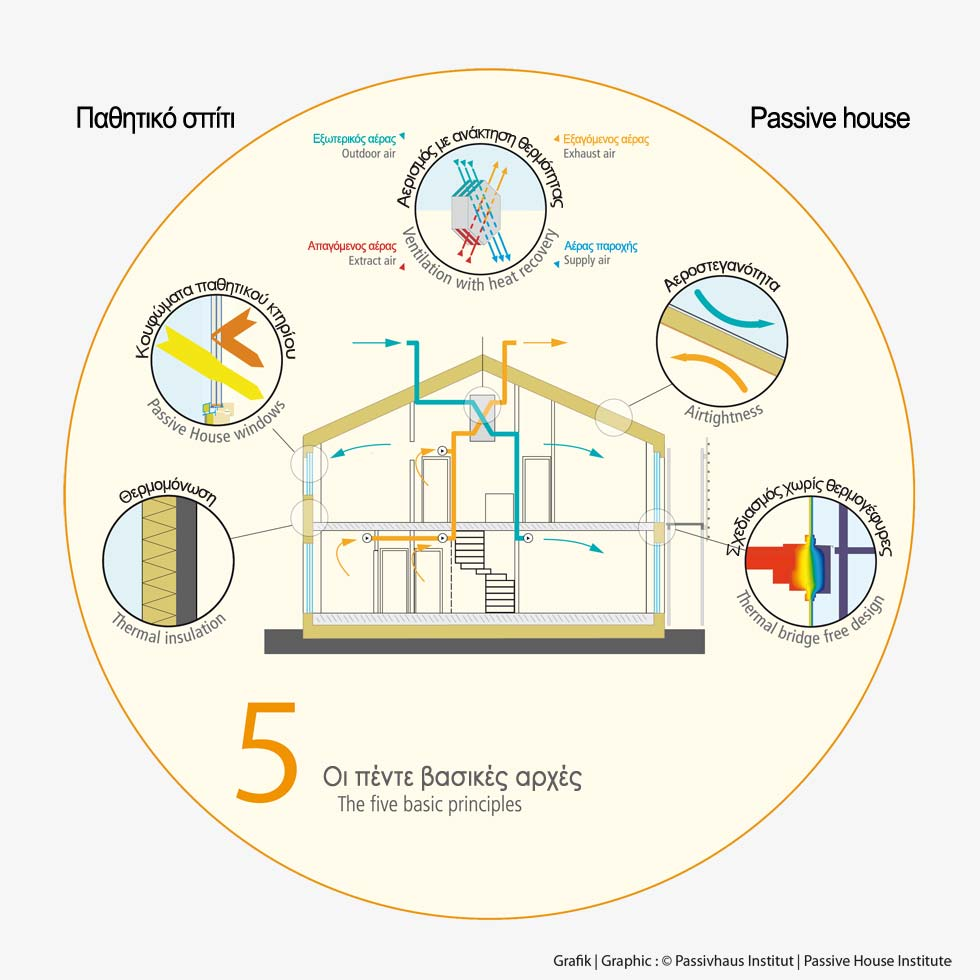 Παθητικό σπίτι
Passive house
Εξωτερικός αέρας
Outdoor air
Εξαγόμενος αέρας
Exhaust air
Αερισμός με ανάκτηση θερμότητας
Ventilation with heat recovery
Απαγόμενος αέρας
Extract air
Αέρας παροχής
Supply air
Κουφώματα παθητικού κτηρίου
Passive House windows
Αεροστεγανότητα
Airtightness
Θερμομόνωση
Thermal insulation
Σχεδιασμός χωρίς θερμογέφυρες
Thermal bridge free design
5
Οι πέντε βασικές αρχές
The five basic principles
Grafik | Graphic : © Passivhaus Institut | Passive House Institute